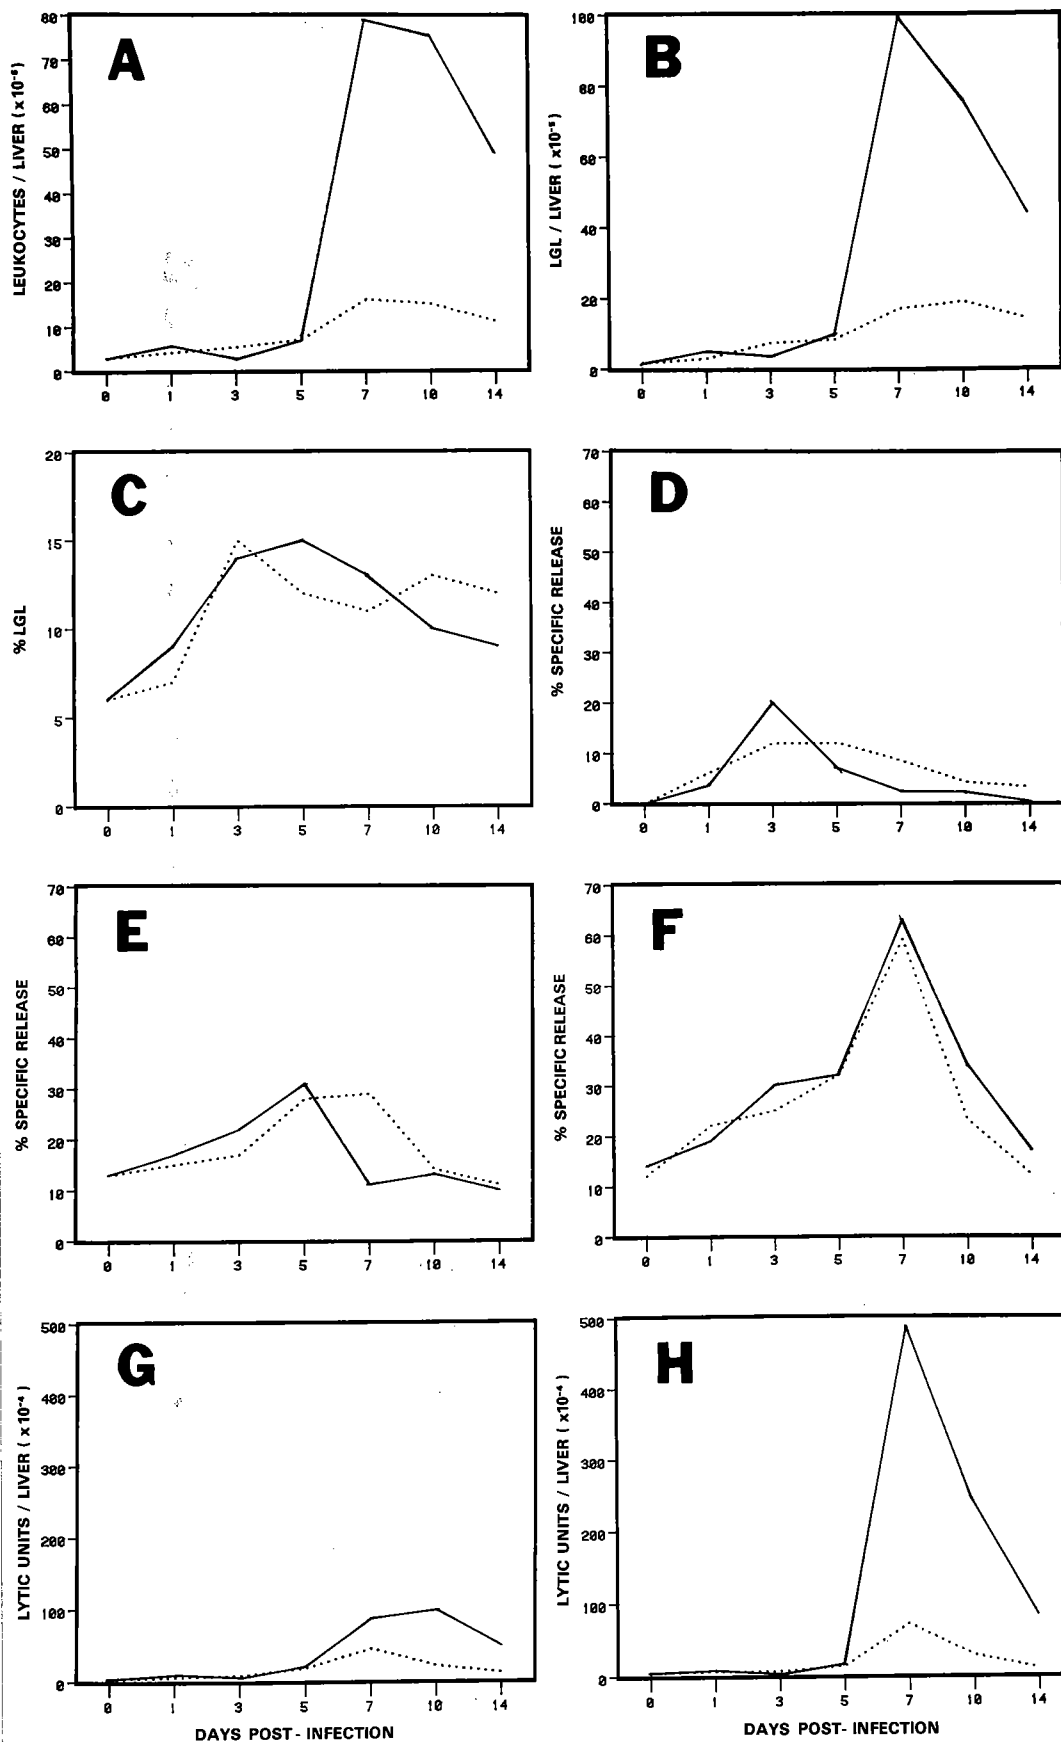 A
LEUKOCYTES / LIVER (x10⁻⁶)
80
70
60
50
40
30
20
10
0
0 1 3 5 7 10 14
B
LGL / LIVER ( x10⁻⁵)
100
80
60
40
20
0
0 1 3 5 7 10 14
C
% LGL
20
15
10
5
0
0 1 3 5 7 10 14
D
% SPECIFIC RELEASE
70
60
50
40
30
20
10
0
0 1 3 5 7 10 14
E
% SPECIFIC RELEASE
70
60
50
40
30
20
10
0
0 1 3 5 7 10 14
F
% SPECIFIC RELEASE
70
60
50
40
30
20
10
0
0 1 3 5 7 10 14
G
LYTIC UNITS / LIVER ( x10⁻⁴)
500
400
300
200
100
0
0 1 3 5 7 10 14
DAYS POST - INFECTION
H
LYTIC UNITS / LIVER ( x10⁻⁴)
500
400
300
200
100
0
0 1 3 5 7 10 14
DAYS POST - INFECTION